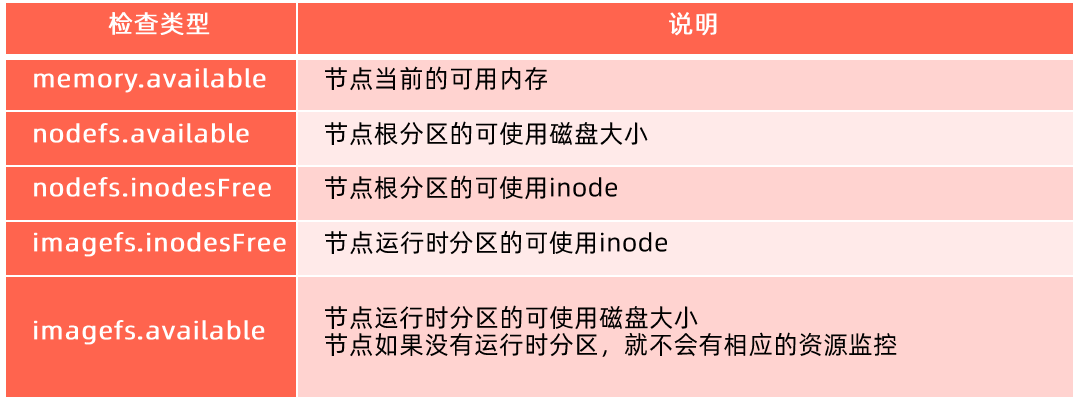 检查类型 说明
memory.available 节点当前的可用内存
nodefs.available 节点根分区的可使用磁盘大小
nodefs.inodesFree 节点根分区的可使用inode
imagefs.inodesFree 节点运行时分区的可使用inode
imagefs.available 节点运行时分区的可使用磁盘大小
节点如果没有运行时分区，就不会有相应的资源监控